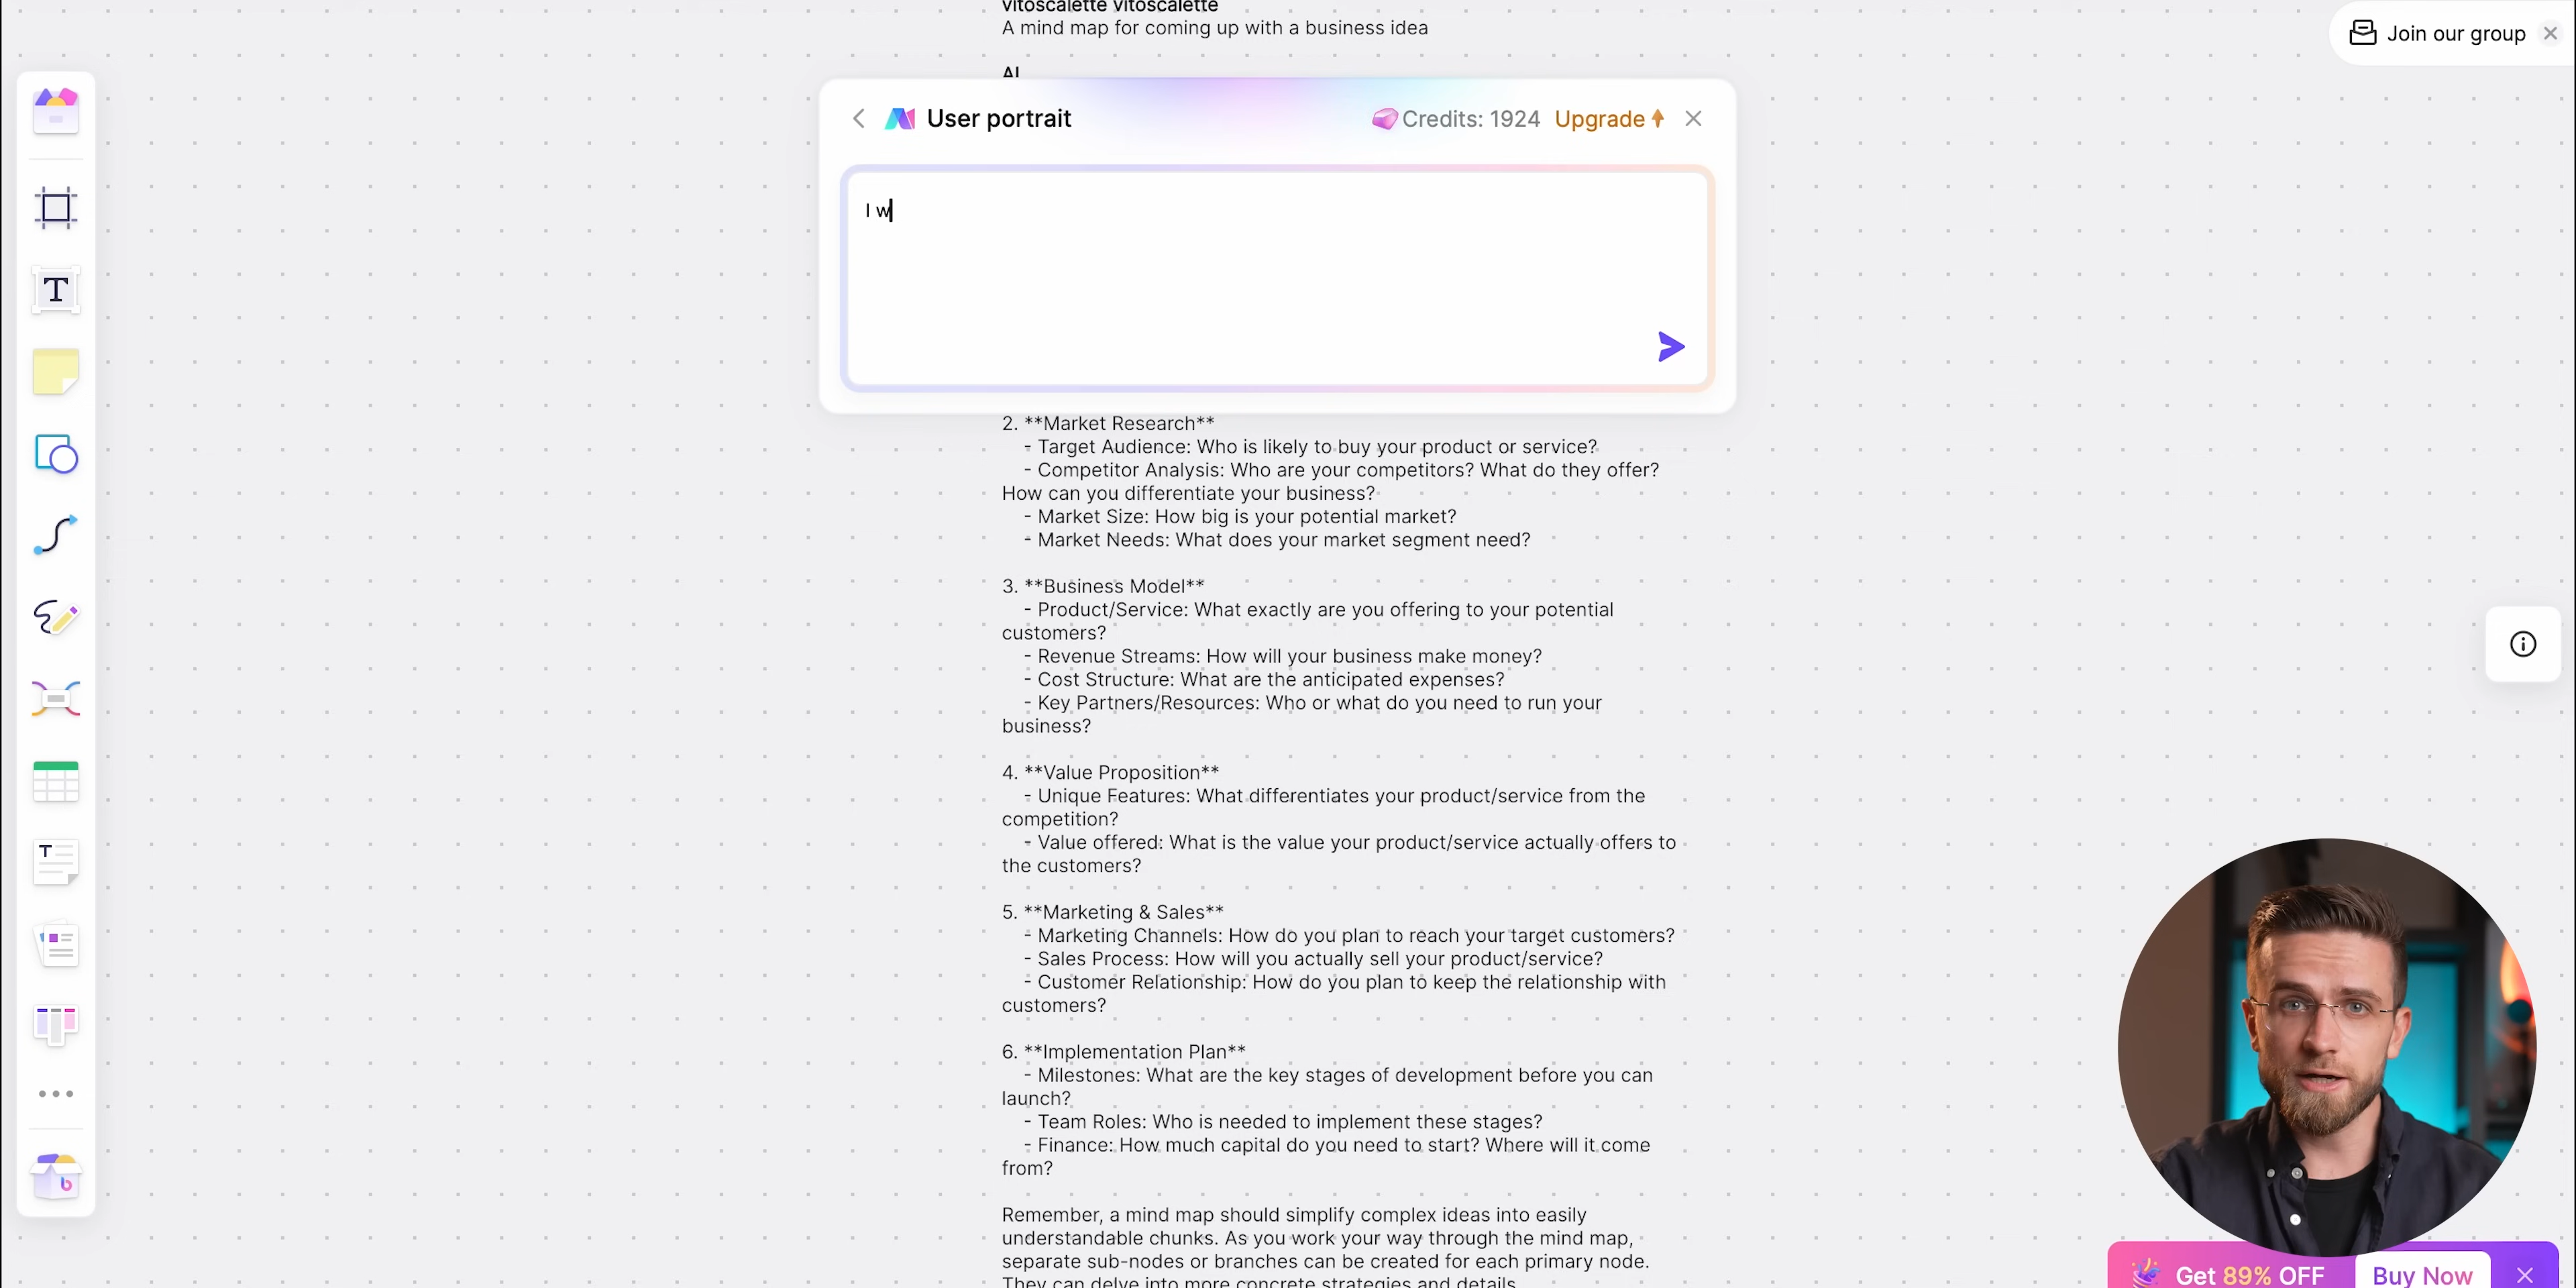 vitoscalette vitoscalette
A mind map for coming up with a business idea
AI
Join our group
User portrait
Credits: 1924 Upgrade
I w
2. **Market Research**
- Target Audience: Who is likely to buy your product or service?
- Competitor Analysis: Who are your competitors? What do they offer?
How can you differentiate your business?
- Market Size: How big is your potential market?
- Market Needs: What does your market segment need?
3. **Business Model**
- Product/Service: What exactly are you offering to your potential
customers?
- Revenue Streams: How will your business make money?
- Cost Structure: What are the anticipated expenses?
- Key Partners/Resources: Who or what do you need to run your
business?
4. **Value Proposition**
- Unique Features: What differentiates your product/service from the
competition?
- Value offered: What is the value your product/service actually offers to
the customers?
5. **Marketing & Sales**
- Marketing Channels: How do you plan to reach your target customers?
- Sales Process: How will you actually sell your product/service?
- Customer Relationship: How do you plan to keep the relationship with
customers?
6. **Implementation Plan**
- Milestones: What are the key stages of development before you can
launch?
- Team Roles: Who is needed to implement these stages?
- Finance: How much capital do you need to start? Where will it come
from?
Remember, a mind map should simplify complex ideas into easily
understandable chunks. As you work your way through the mind map,
separate sub-nodes or branches can be created for each primary node.
They can delve into more concrete strategies and details.
Get 89% OFF
Buy Now